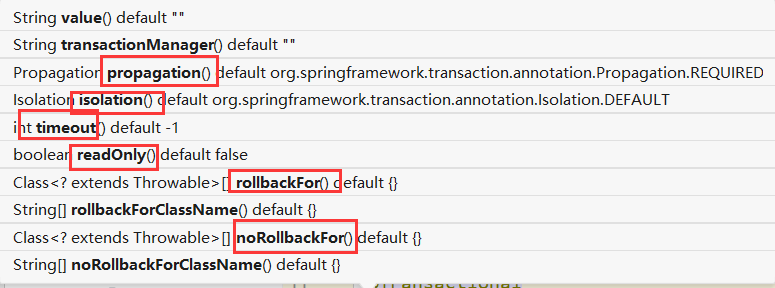 String value() default ""
String transactionManager() default ""
Propagation propagation() default org.springframework.transaction.annotation.Propagation.REQUIRED
Isolation isolation() default org.springframework.transaction.annotation.Isolation.DEFAULT
int timeout() default -1
boolean readOnly() default false
Class<? extends Throwable>[] rollbackFor() default {}
String[] rollbackForClassName() default {}
Class<? extends Throwable>[] noRollbackFor() default {}
String[] noRollbackForClassName() default {}